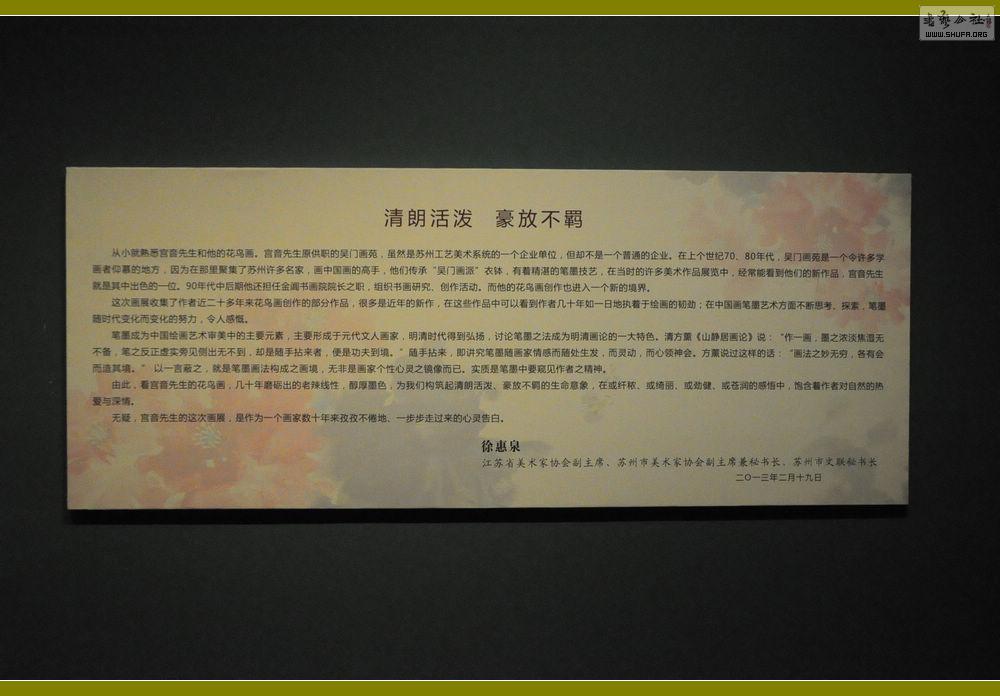 书艺公社
WWW.SHUFA.ORG
清朗活泼 豪放不羁
从小就熟悉宫音先生和他的花鸟画。宫音先生原供职的吴门画苑，虽然是苏州工艺美术系统的一个企业单位，但却不是一个普通的企业。在上个世纪70、80年代，吴门画苑是一个令许多学
画者仰慕的地方，因为在那里聚集了苏州许多名家，画中国画的高手，他们传承“吴门画派”衣钵，有着精湛的笔墨技艺，在当时的许多美术作品展览中，经常能看到他们的新作品，宫音先生
就是其中出色的一位。90年代中后期他还担任金阊书画院院长之职，组织书画研究、创作活动。而他的花鸟画创作也进入一个新的境界。
这次画展收集了作者近二十多年来花鸟画创作的部分作品，很多是近年的新作，在这些作品中可以看到作者几十年如一日地执着于绘画的韧劲；在中国画笔墨艺术方面不断思考、探索，笔墨
随时代变化而变化的努力，令人感慨。
笔墨成为中国绘画艺术审美中的主要元素，主要形成于元代文人画家，明清时代得到弘扬，讨论笔墨之法成为明清画论的一大特色。清方薰《山静居画论》说：“作一画，墨之浓淡焦湿无
不备，笔之反正虚实旁见侧出无不到，却是随手拈来者，便是功夫到境。”随手拈来，即讲究笔墨随画家情感而随处生发，而灵动，而心领神会。方薰说过这样的话：“画法之妙无穷，各有会
而造其境。” 以一言蔽之，就是笔墨画法构成之画境，无非是画家个性心灵之镜像而已。实质是笔墨中要窥见作者之精神。
由此，看宫音先生的花鸟画，几十年磨砺出的老辣线性，醇厚墨色，为我们构筑起清朗活泼、豪放不羁的生命意象，在或纤秾、或绮丽、或劲健、或苍润的感悟中，饱含着作者对自然的热
爱与深情。
无疑，宫音先生的这次画展，是作为一个画家数十年来孜孜不倦地、一步步走过来的心灵告白。
徐惠泉
江苏省美术家协会副主席、苏州市美术家协会副主席兼秘书长、苏州市文联秘书长
二〇一三年二月十九日